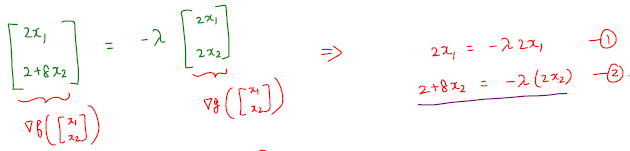 [2x₁ 2+8x₂] = -λ [2x₁ 2x₂] ⇒ 2x₁ = -λ 2x₁ —①
2+8x₂ = -λ(2x₂) —②
∇f([x₁ x₂]) ∇g([x₁ x₂])